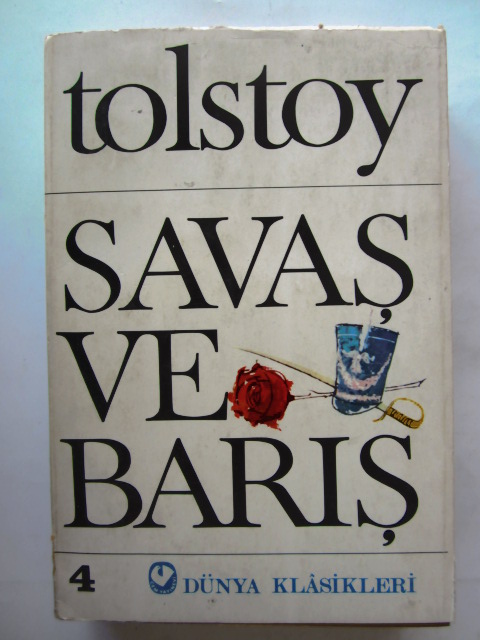 tolstoy
SAVAŞ
VE
BARIŞ
4 DÜNYA KLÂSİKLERİ